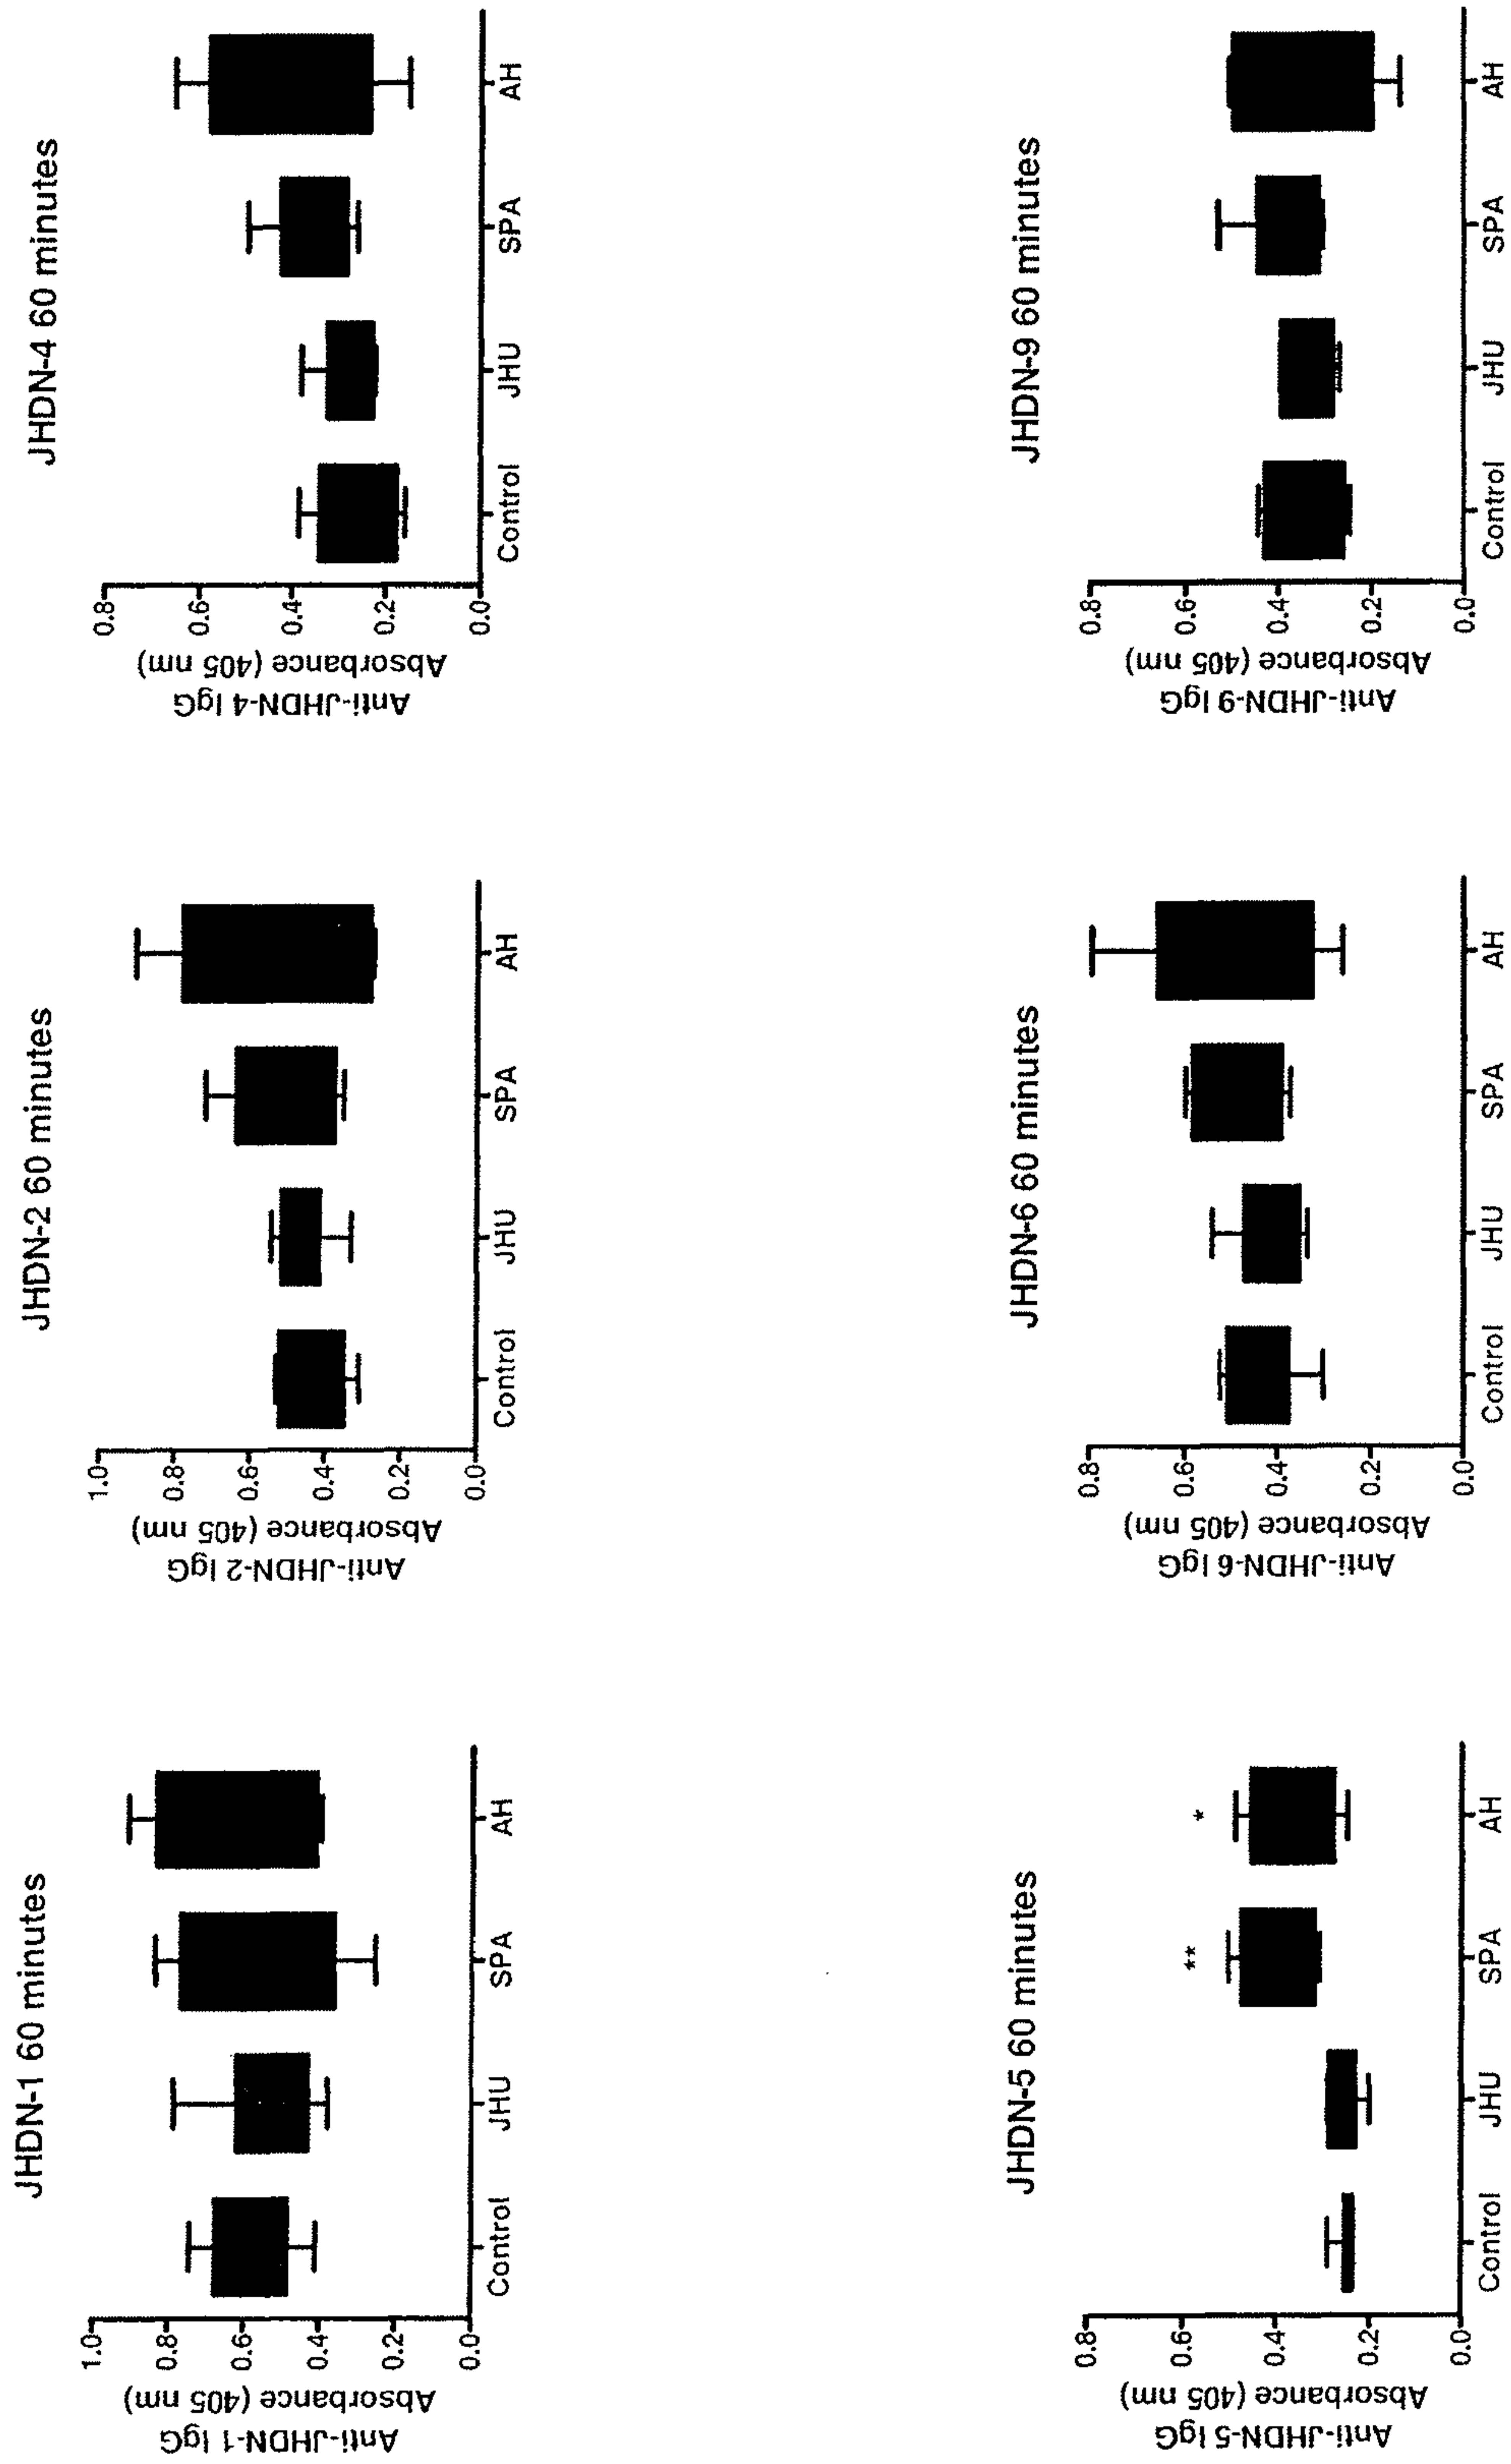 JHDN-1 60 minutes
Anti-JHDN-1 IgG
Absorbance (405 nm)
1.0
0.8
0.6
0.4
0.2
0.0
Control JHU SPA AH
JHDN-2 60 minutes
Anti-JHDN-2 IgG
Absorbance (405 nm)
1.0
0.8
0.6
0.4
0.2
0.0
Control JHU SPA AH
JHDN-4 60 minutes
Anti-JHDN-4 IgG
Absorbance (405 nm)
0.8
0.6
0.4
0.2
0.0
Control JHU SPA AH
JHDN-5 60 minutes
Anti-JHDN-5 IgG
Absorbance (405 nm)
0.8
0.6
0.4
0.2
0.0
** *
Control JHU SPA AH
JHDN-6 60 minutes
Anti-JHDN-6 IgG
Absorbance (405 nm)
0.8
0.6
0.4
0.2
0.0
Control JHU SPA AH
JHDN-9 60 minutes
Anti-JHDN-9 IgG
Absorbance (405 nm)
0.8
0.6
0.4
0.2
0.0
Control JHU SPA AH